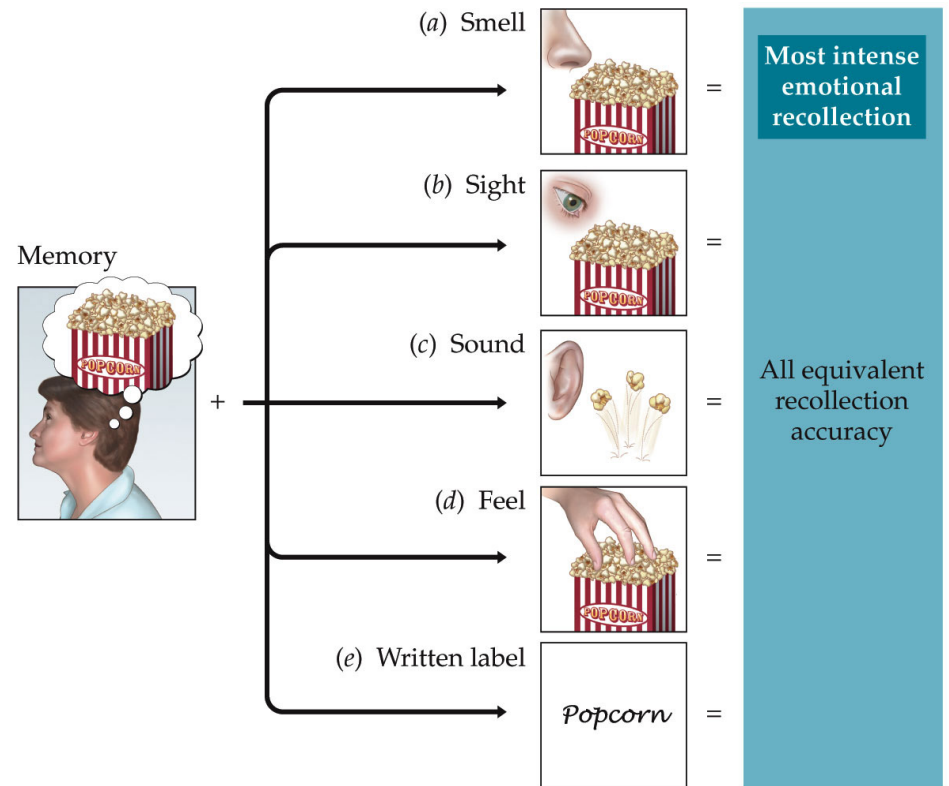 (a) Smell
POPCORN
=
Most intense
emotional
recollection
(b) Sight
POPCORN
=
Memory
POPCORN
+
(c) Sound
=
All equivalent
recollection
accuracy
(d) Feel
POPCORN
=
(e) Written label
Popcorn
=